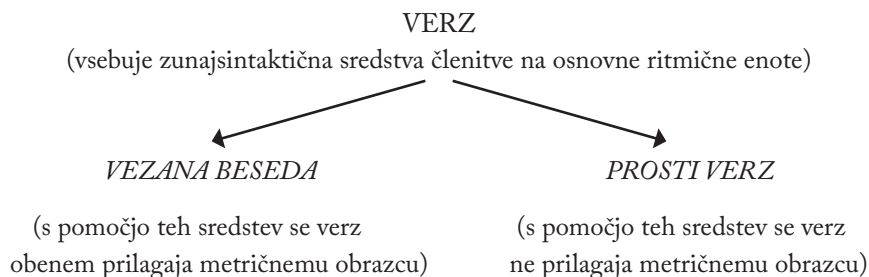 VERZ
(vsebuje zunajsintaktična sredstva členitve na osnovne ritmične enote)
VEZANA BESEDA
PROSTI VERZ
(s pomočjo teh sredstev se verz
obenem prilagaja metričnemu obrazcu)
(s pomočjo teh sredstev se verz
ne prilagaja metričnemu obrazcu)